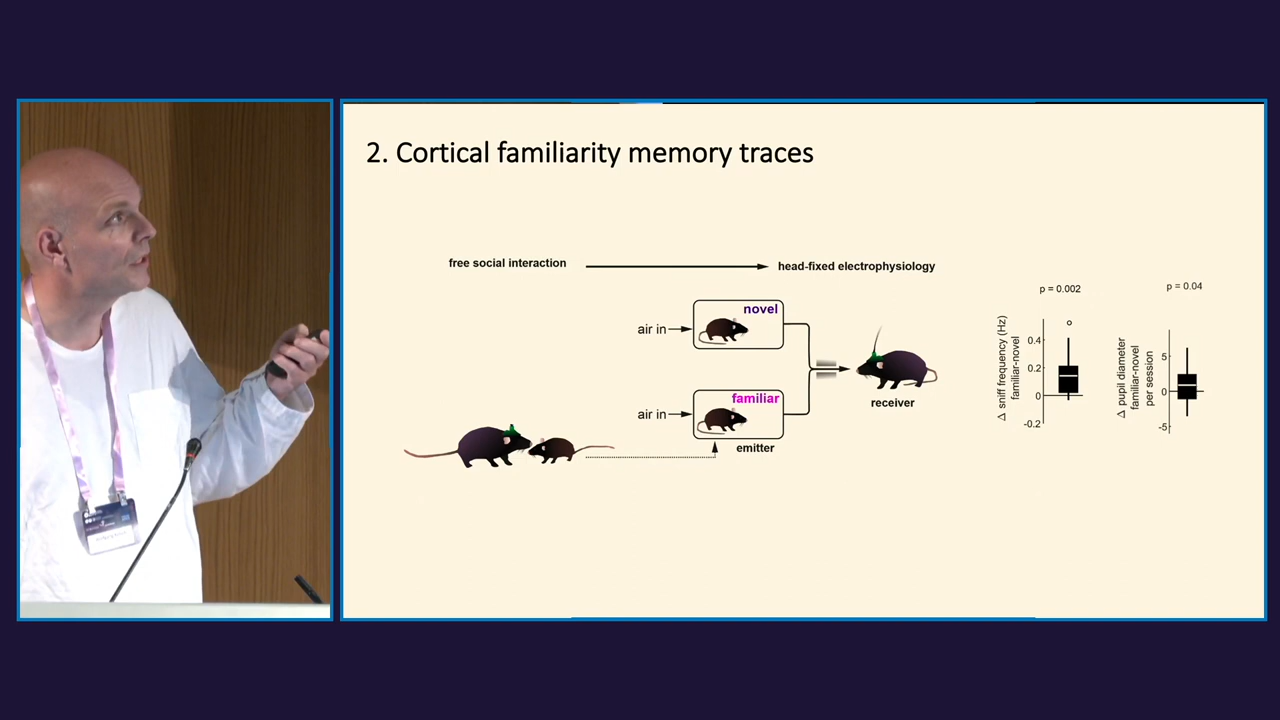 2. Cortical familiarity memory traces
free social interaction
head-fixed electrophysiology
novel
air in
familiar
air in
emitter
receiver
p = 0.002
Δ sniff frequency (Hz)
familiar-novel
0.4
0.2
0
-0.2
p = 0.04
Δ pupil diameter
familiar-novel
per session
5
0
-5